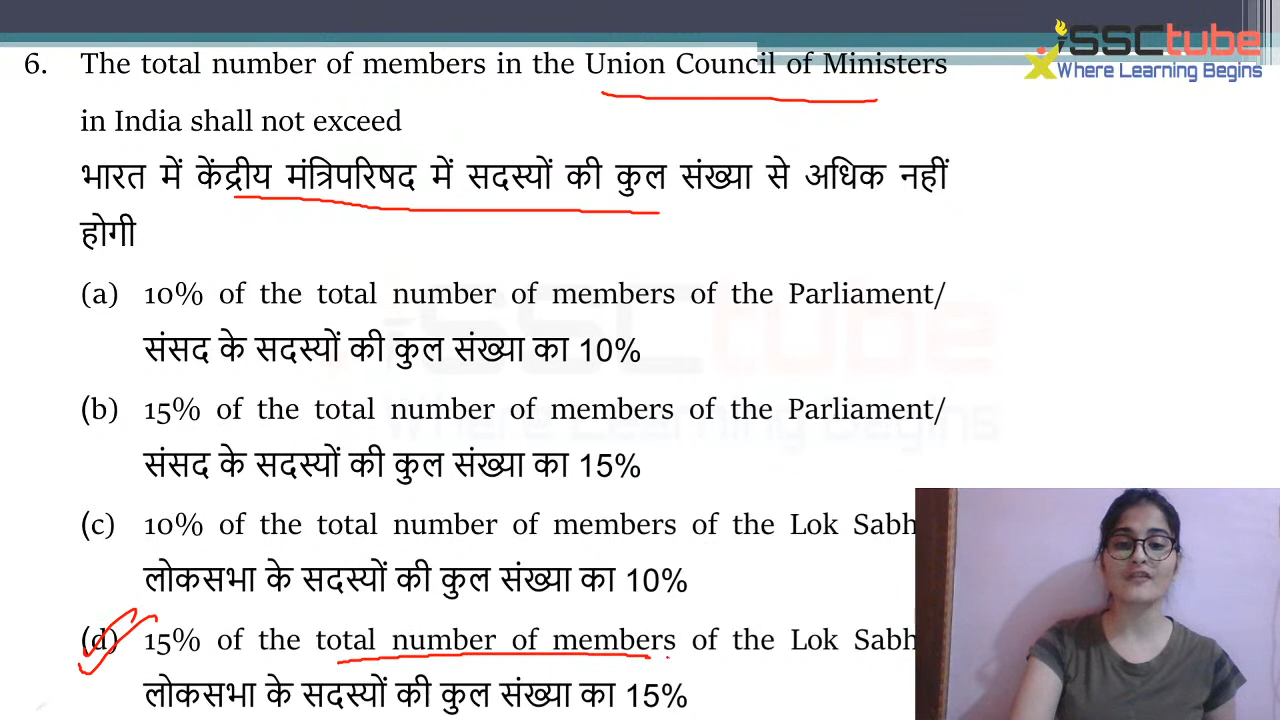 iSSCtube
Where Learning Begins
6. The total number of members in the Union Council of Ministers
in India shall not exceed
भारत में केंद्रीय मंत्रिपरिषद में सदस्यों की कुल संख्या से अधिक नहीं
होगी
(a) 10% of the total number of members of the Parliament/
संसद के सदस्यों की कुल संख्या का 10%
(b) 15% of the total number of members of the Parliament/
संसद के सदस्यों की कुल संख्या का 15%
(c) 10% of the total number of members of the Lok Sabh
लोकसभा के सदस्यों की कुल संख्या का 10%
(d) 15% of the total number of members of the Lok Sabh
लोकसभा के सदस्यों की कुल संख्या का 15%